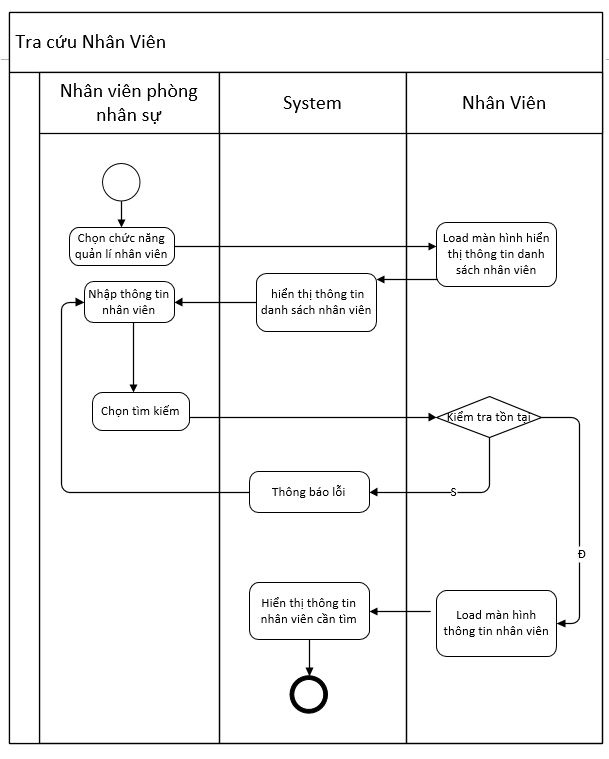 Tra cứu Nhân Viên
Nhân viên phòng
nhân sự
System
Nhân Viên
Chọn chức năng
quản lí nhân viên
Load màn hình hiển
thị thông tin danh
sách nhân viên
hiển thị thông tin
danh sách nhân viên
Nhập thông tin
nhân viên
Chọn tìm kiếm
Kiểm tra tồn tại
Thông báo lỗi
S
Đ
Hiển thị thông tin
nhân viên cần tìm
Load màn hình
thông tin nhân viên